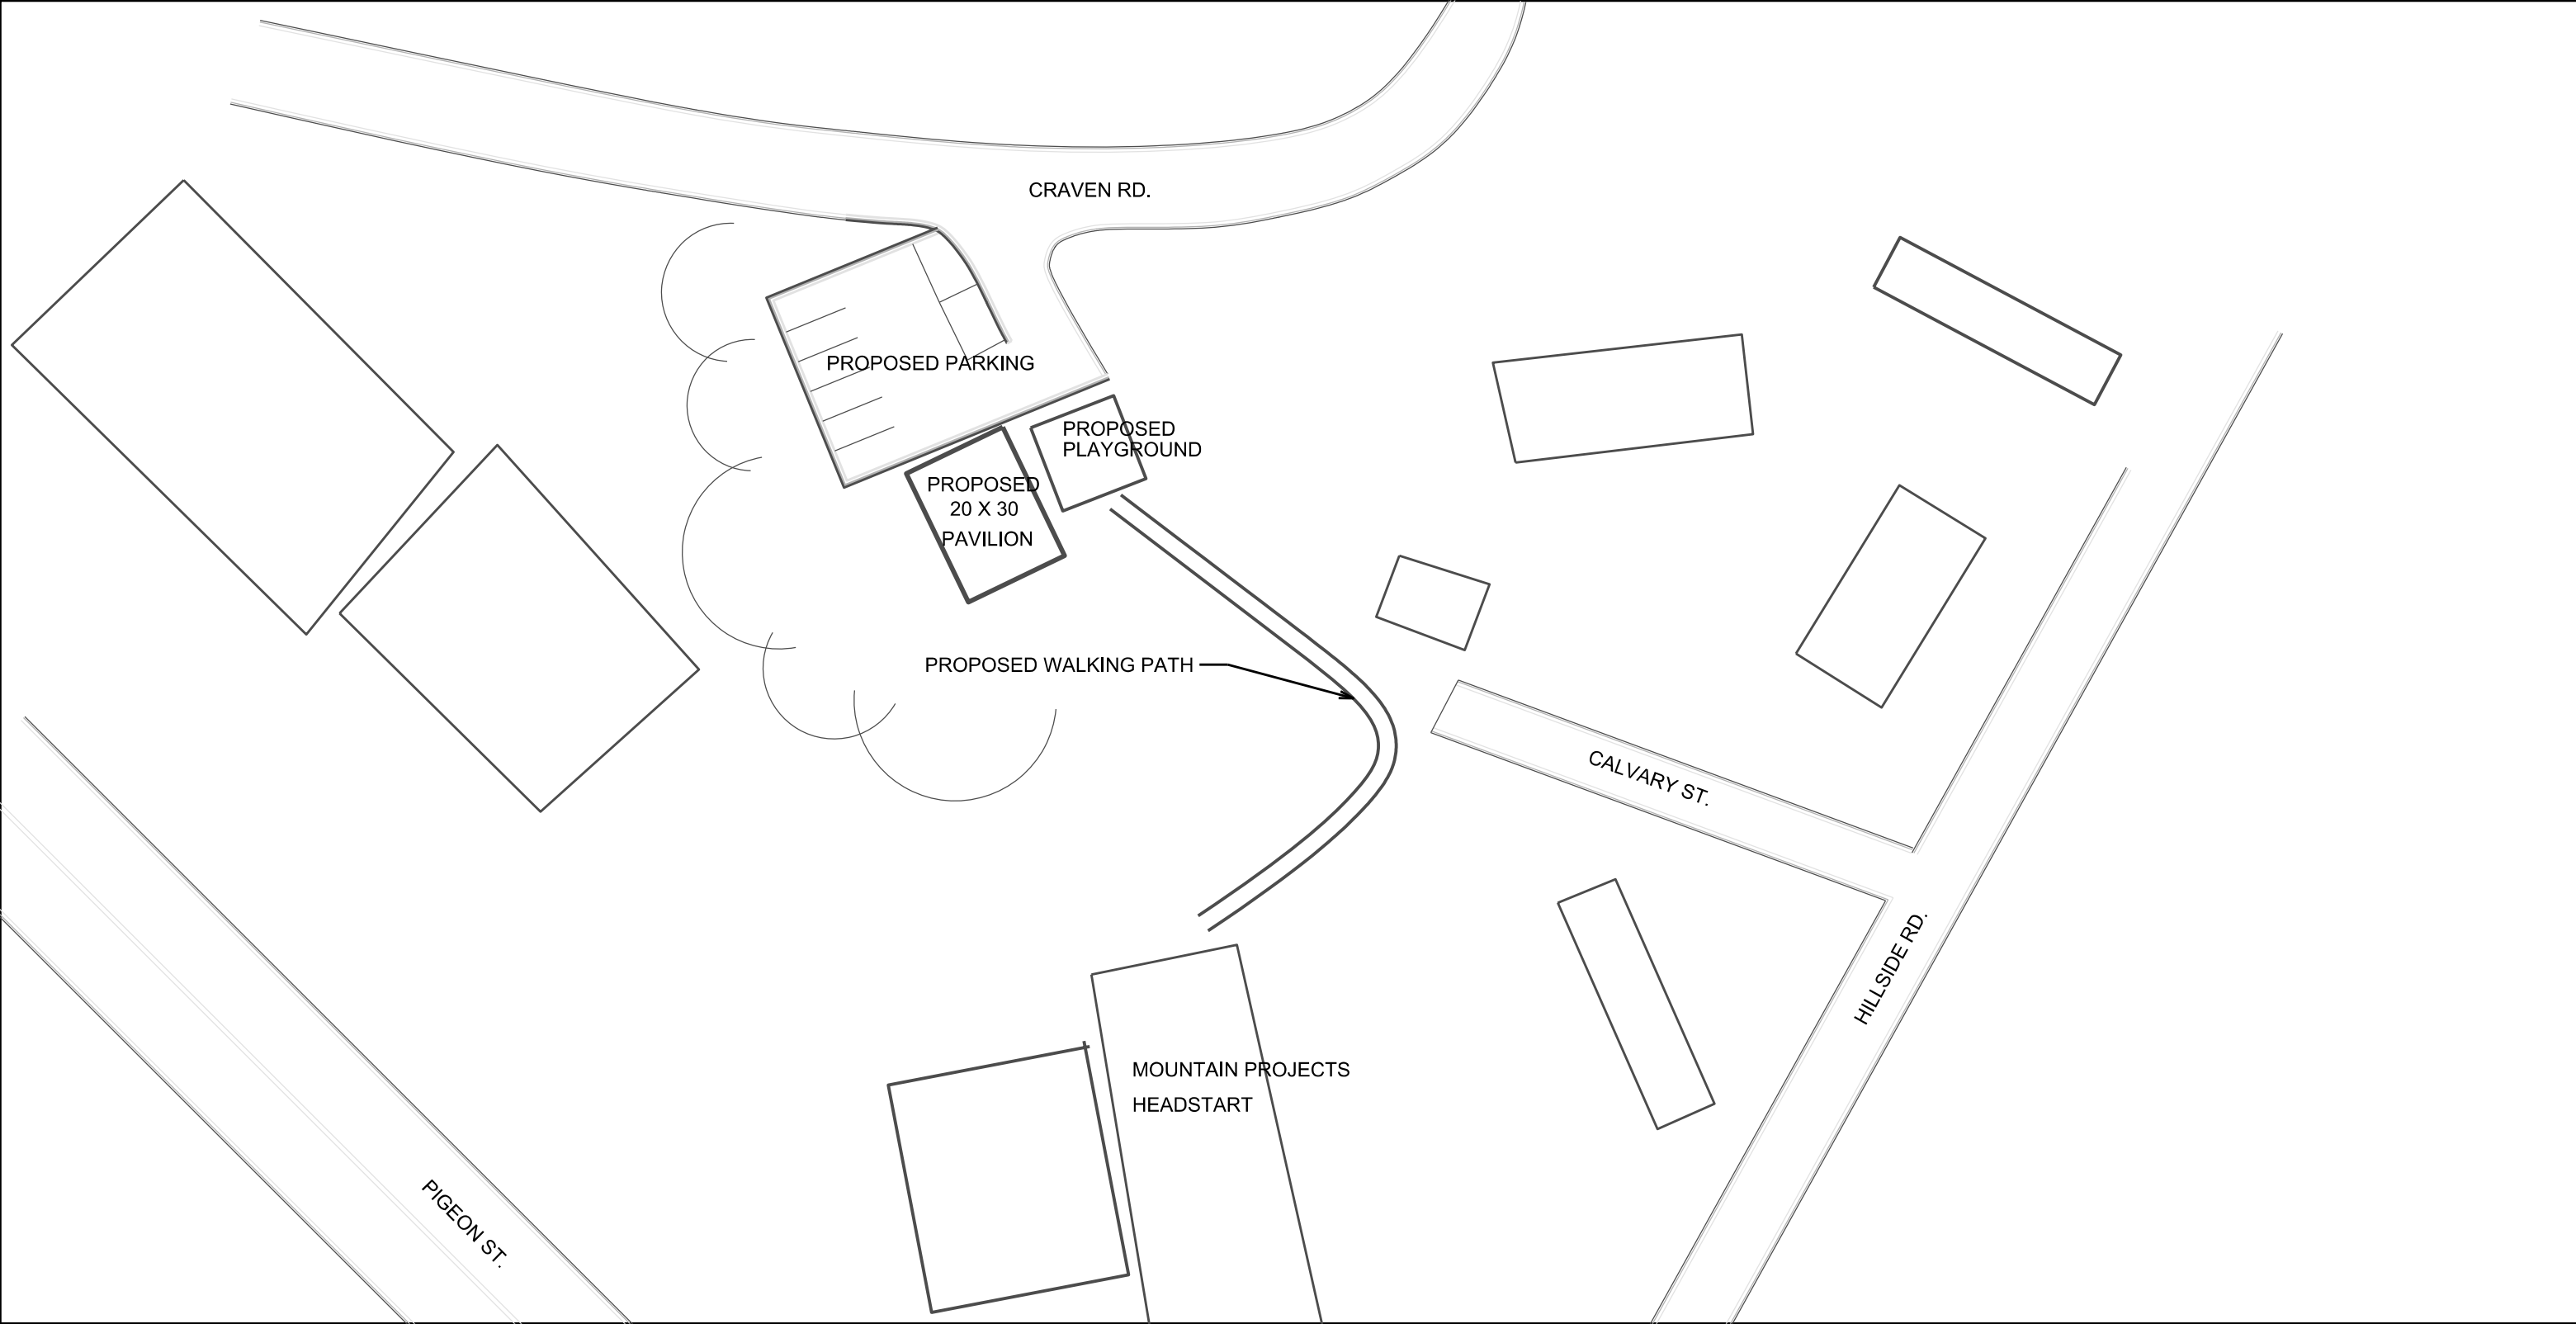 CRAVEN RD.
PROPOSED PARKING
PROPOSED
PLAYGROUND
PROPOSED
20 X 30
PAVILION
PROPOSED WALKING PATH
CALVARY ST.
HILLSIDE RD.
MOUNTAIN PROJECTS
HEADSTART
PIGEON ST.